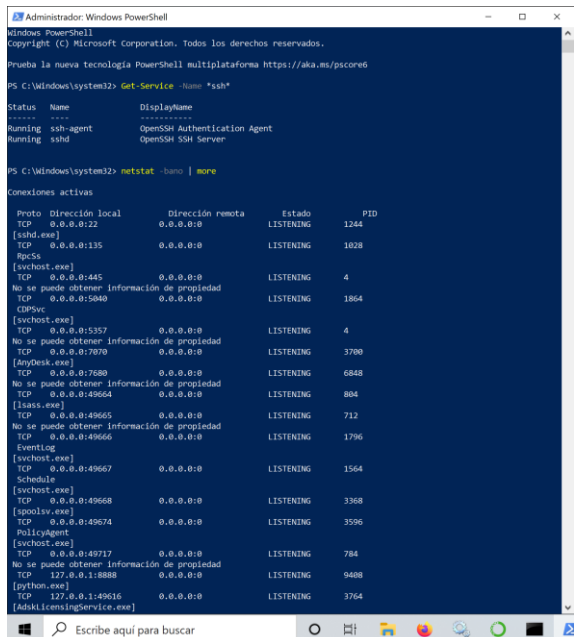 Administrador: Windows PowerShell
Windows PowerShell
Copyright (C) Microsoft Corporation. Todos los derechos reservados.
Prueba la nueva tecnología PowerShell multiplataforma https://aka.ms/pscore6
PS C:\Windows\system32> Get-Service -Name *ssh*
Status   Name               DisplayName
------   ----               -----------
Running  ssh-agent          OpenSSH Authentication Agent
Running  sshd               OpenSSH SSH Server
PS C:\Windows\system32> netstat -bano | more
Conexiones activas
Proto  Dirección local          Dirección remota        Estado           PID
TCP    0.0.0.0:22             0.0.0.0:0              LISTENING       1244
[sshd.exe]
TCP    0.0.0.0:135            0.0.0.0:0              LISTENING       1028
RpcSs
[svchost.exe]
TCP    0.0.0.0:445            0.0.0.0:0              LISTENING       4
No se puede obtener información de propiedad
TCP    0.0.0.0:5040           0.0.0.0:0              LISTENING       1864
CDPSvc
[svchost.exe]
TCP    0.0.0.0:5357           0.0.0.0:0              LISTENING       4
No se puede obtener información de propiedad
TCP    0.0.0.0:7070           0.0.0.0:0              LISTENING       3700
[AnyDesk.exe]
TCP    0.0.0.0:7680           0.0.0.0:0              LISTENING       6848
No se puede obtener información de propiedad
TCP    0.0.0.0:49664          0.0.0.0:0              LISTENING       804
[lsass.exe]
TCP    0.0.0.0:49665          0.0.0.0:0              LISTENING       712
No se puede obtener información de propiedad
TCP    0.0.0.0:49666          0.0.0.0:0              LISTENING       1796
EventLog
[svchost.exe]
TCP    0.0.0.0:49667          0.0.0.0:0              LISTENING       1564
Schedule
[svchost.exe]
TCP    0.0.0.0:49668          0.0.0.0:0              LISTENING       3368
[spoolsv.exe]
TCP    0.0.0.0:49674          0.0.0.0:0              LISTENING       3596
PolicyAgent
[svchost.exe]
TCP    0.0.0.0:49717          0.0.0.0:0              LISTENING       784
No se puede obtener información de propiedad
TCP    127.0.0.1:8888         0.0.0.0:0              LISTENING       9408
[python.exe]
TCP    127.0.0.1:49616        0.0.0.0:0              LISTENING       3764
[AdskLicensingService.exe]
Escribe aquí para buscar